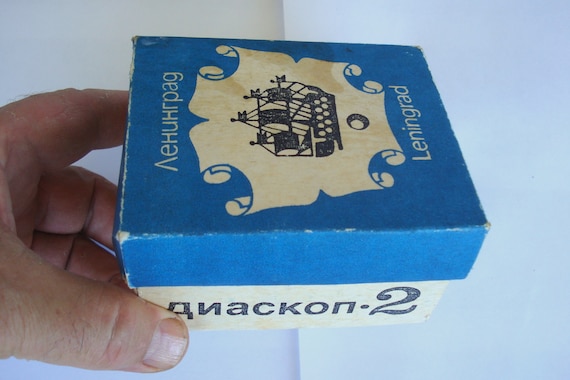 Ленинград
Leningrad
диаскоп·2